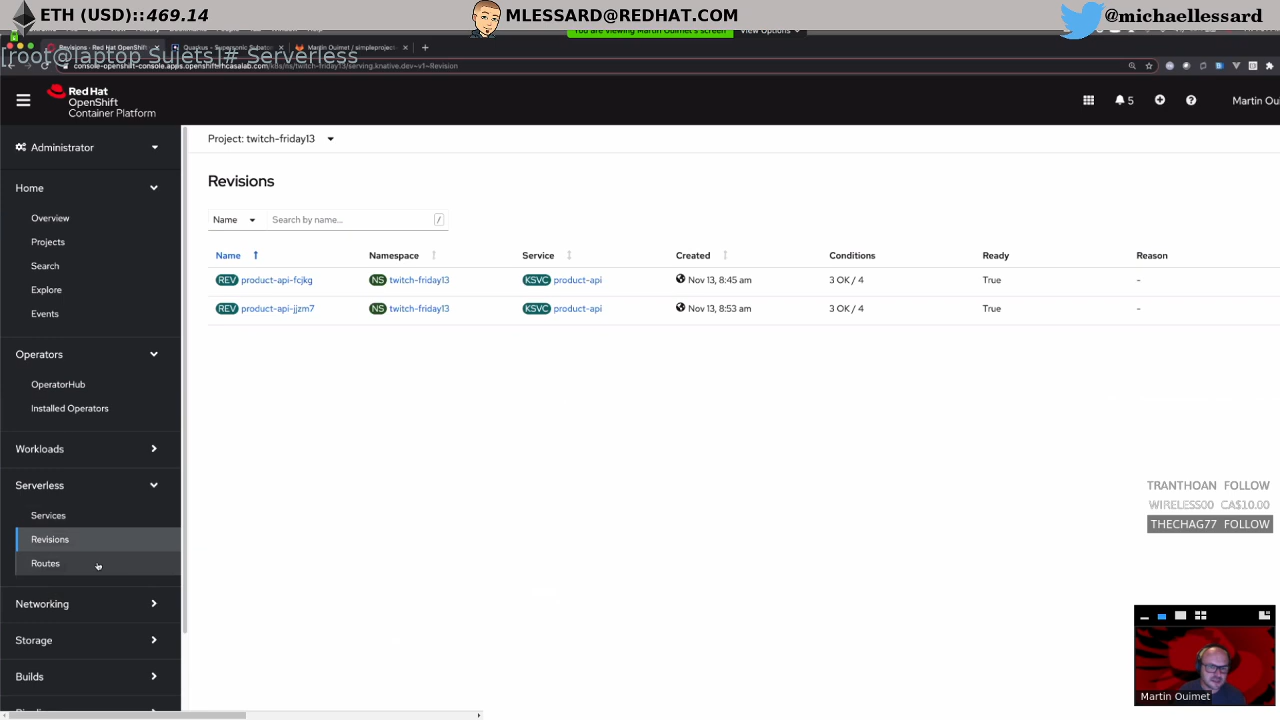 ETH (USD)::469.14
MLESSARD@REDHAT.COM
@michaellessard
You are viewing Martin Ouimet's screen
View Options
Revisions · Red Hat OpenShift
Quarkus - Supersonic Subato
Martin Ouimet / simpleproject
[root@laptop Sujets]# Serverless
console-openshift-console.apps.openshift.rhcasalab.com/k8s/ns/twitch-friday13/serving.knative.dev~v1~Revision
Red Hat
OpenShift
Container Platform
5
Martin Oui
Administrator
Project: twitch-friday13
Home
Overview
Projects
Search
Explore
Events
Operators
OperatorHub
Installed Operators
Workloads
Serverless
Services
Revisions
Routes
Networking
Storage
Builds
Revisions
Name
Search by name...
/
Name Namespace Service Created Conditions Ready Reason
REV product-api-fcjkg NS twitch-friday13 KSVC product-api Nov 13, 8:45 am 3 OK / 4 True -
REV product-api-jjzm7 NS twitch-friday13 KSVC product-api Nov 13, 8:53 am 3 OK / 4 True -
TRANTHOAN FOLLOW
WIRELESS00 CA$10.00
THECHAG77 FOLLOW
Martin Ouimet